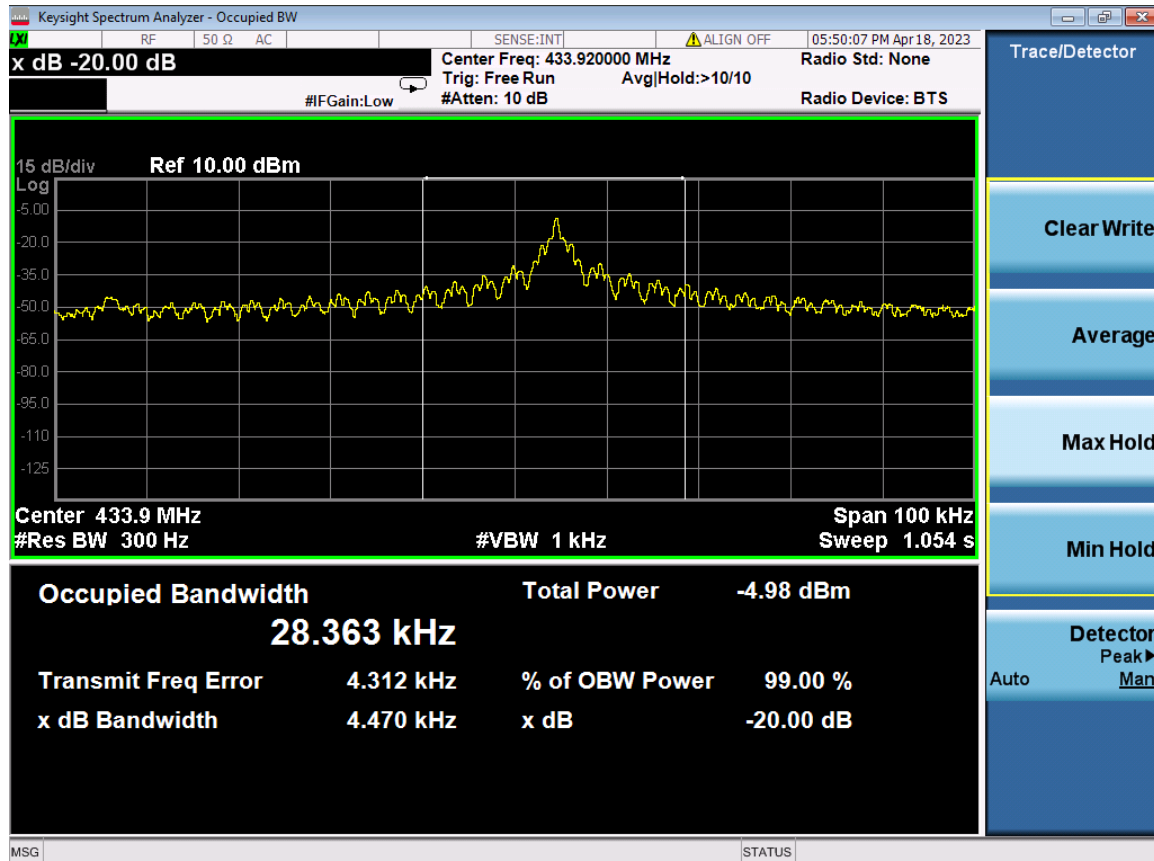 Keysight Spectrum Analyzer - Occupied BW
LXI RF 50 Ω AC SENSE:INT ALIGN OFF 05:50:07 PM Apr 18, 2023
x dB -20.00 dB
Center Freq: 433.920000 MHz Radio Std: None
Trig: Free Run Avg|Hold:>10/10
#IFGain:Low #Atten: 10 dB Radio Device: BTS
Trace/Detector
15 dB/div Ref 10.00 dBm
Log
-5.00
-20.0
-35.0
-50.0
-65.0
-80.0
-95.0
-110
-125
Center 433.9 MHz Span 100 kHz
#Res BW 300 Hz #VBW 1 kHz Sweep 1.054 s
Clear Write
Average
Max Hold
Min Hold
Detector
Peak
Auto Man
Occupied Bandwidth Total Power -4.98 dBm
28.363 kHz
Transmit Freq Error 4.312 kHz % of OBW Power 99.00 %
x dB Bandwidth 4.470 kHz x dB -20.00 dB
MSG STATUS